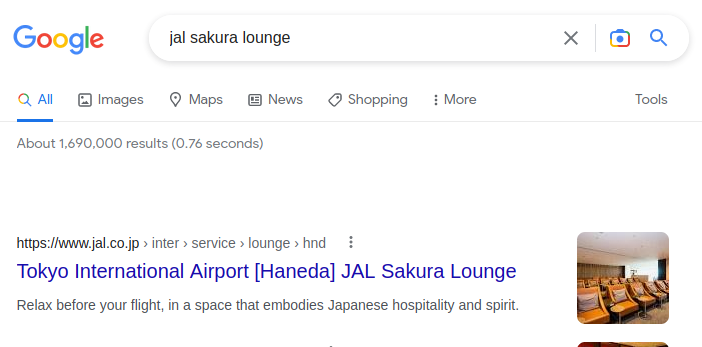 Google
jal sakura lounge
All Images Maps News Shopping More Tools
About 1,690,000 results (0.76 seconds)
https://www.jal.co.jp › inter › service › lounge › hnd
Tokyo International Airport [Haneda] JAL Sakura Lounge
Relax before your flight, in a space that embodies Japanese hospitality and spirit.